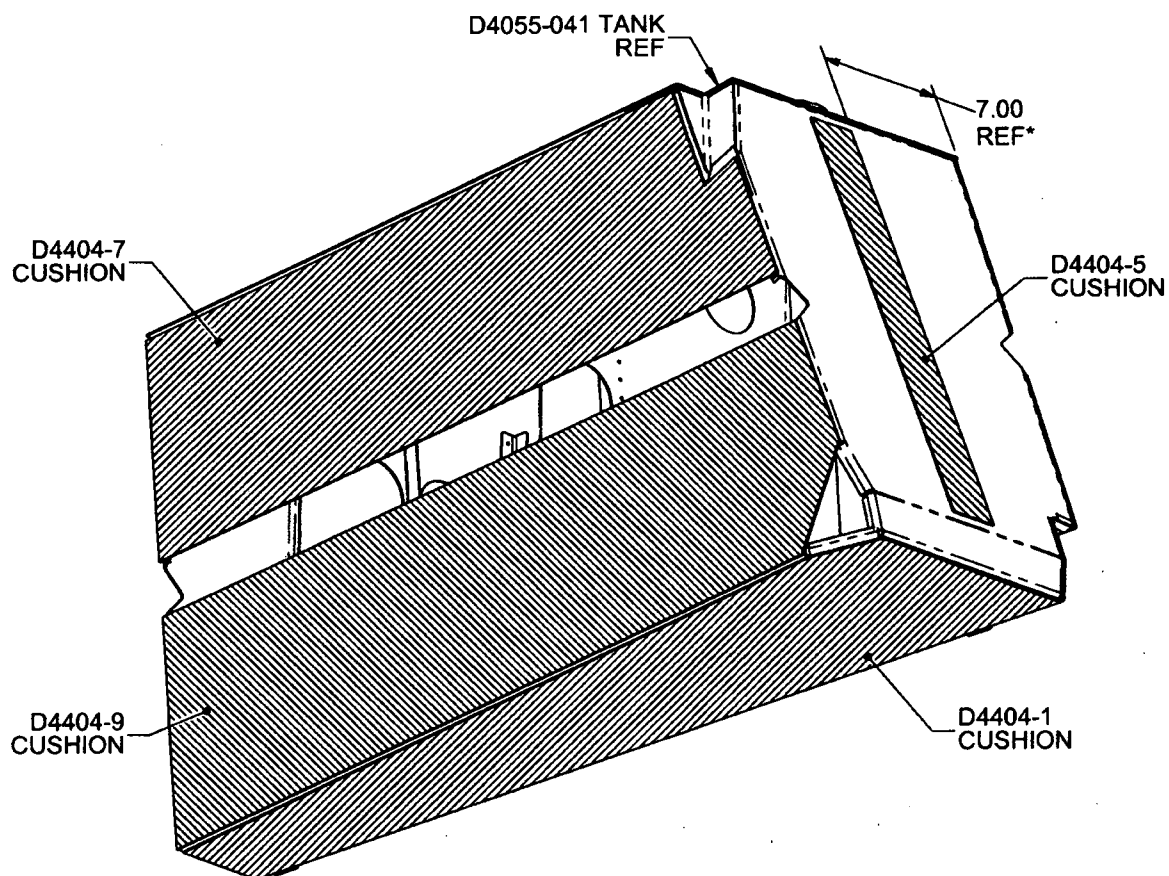 D4055-041 TANK
REF
7.00
REF*
D4404-7
CUSHION
D4404-5
CUSHION
D4404-9
CUSHION
D4404-1
CUSHION